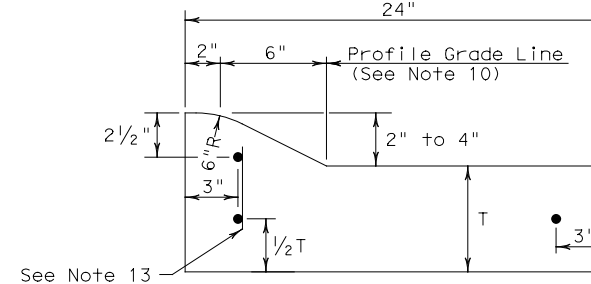 24"
2"
6"
Profile Grade Line
(See Note 10)
2½"
6"R
2" to 4"
3"
T
½T
3"
See Note 13